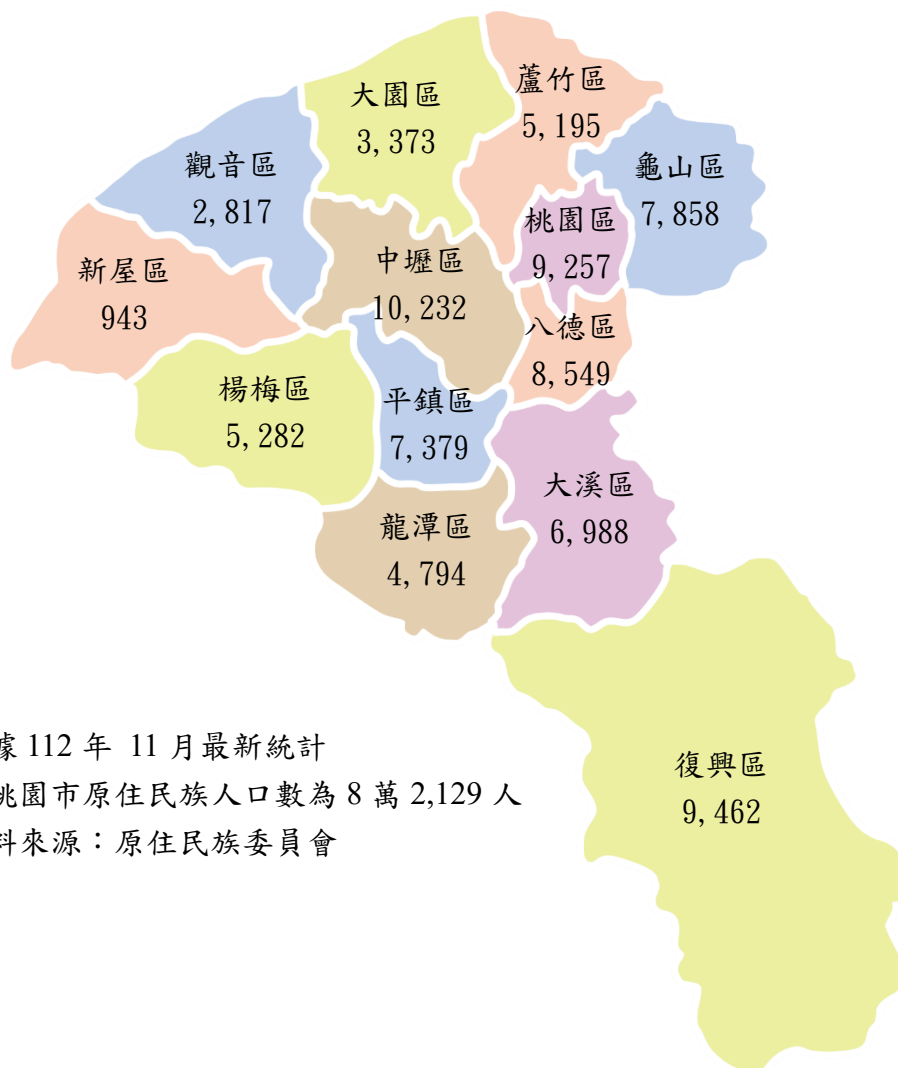 蘆竹區
5,195
大園區
3,373
龜山區
7,858
觀音區
2,817
桃園區
9,257
中壢區
10,232
新屋區
943
八德區
8,549
楊梅區
5,282
平鎮區
7,379
大溪區
6,988
龍潭區
4,794
復興區
9,462
據 112 年 11 月最新統計
桃園市原住民族人口數為 8 萬 2,129 人
料來源：原住民族委員會